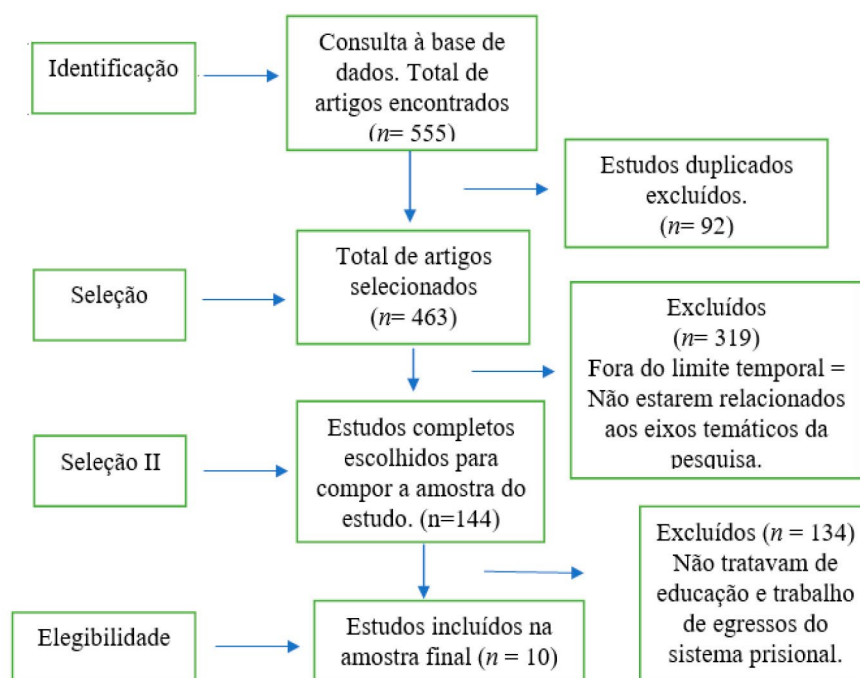 Identificação
Consulta à base de
dados. Total de
artigos encontrados
(n= 555)
Estudos duplicados
excluídos.
(n= 92)
Seleção
Total de artigos
selecionados
(n= 463)
Excluídos
(n= 319)
Fora do limite temporal =
Não estarem relacionados
aos eixos temáticos da
pesquisa.
Seleção II
Estudos completos
escolhidos para
compor a amostra do
estudo. (n=144)
Excluídos (n = 134)
Não tratavam de
educação e trabalho
de egressos do
sistema prisional.
Elegibilidade
Estudos incluídos na
amostra final (n = 10)